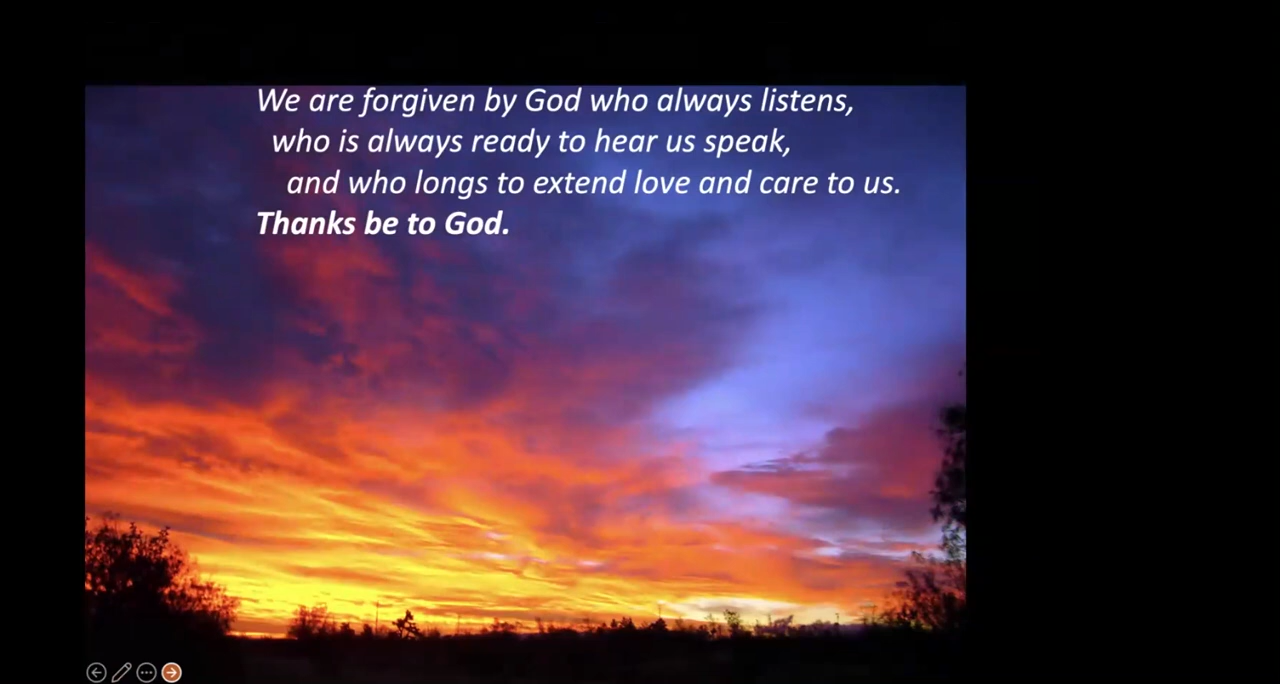 We are forgiven by God who always listens,
who is always ready to hear us speak,
and who longs to extend love and care to us.
Thanks be to God.